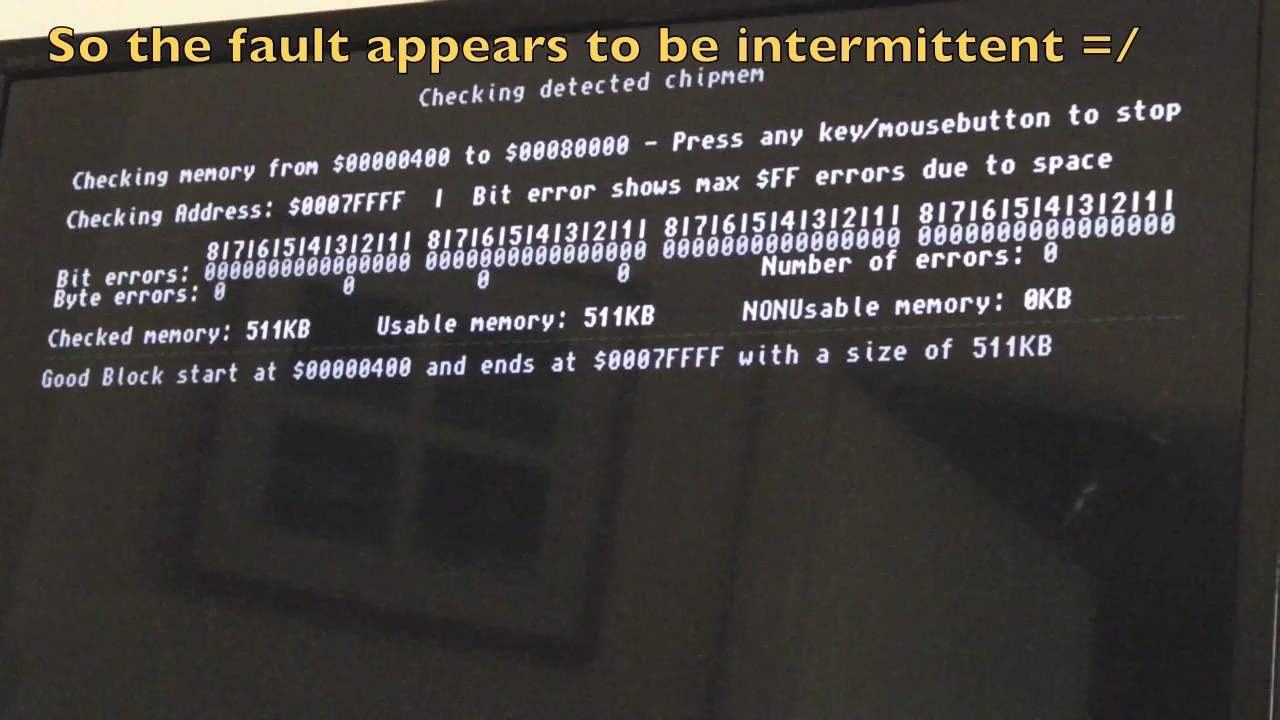 So the fault appears to be intermittent =/
Checking detected chipmem
Checking memory from $00000400 to $00080000 - Press any key/mousebutton to stop
Checking Address: $0007FFFF | Bit error shows max $FF errors due to space
8|7|6|5|4|3|2|1| 8|7|6|5|4|3|2|1| 8|7|6|5|4|3|2|1| 8|7|6|5|4|3|2|1|
Bit errors: 0000000000000000 0000000000000000 0000000000000000 0000000000000000
Byte errors: 0 0 0 0 Number of errors: 0
Checked memory: 511KB Usable memory: 511KB NONUsable memory: 0KB
Good Block start at $00000400 and ends at $0007FFFF with a size of 511KB